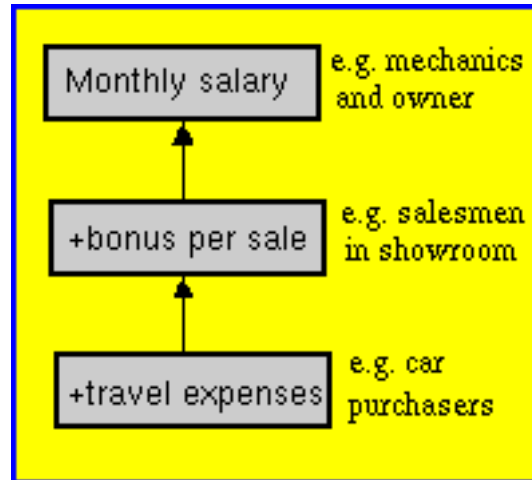 Monthly salary
e.g. mechanics
and owner
+bonus per sale
e.g. salesmen
in showroom
+travel expenses
e.g. car
purchasers